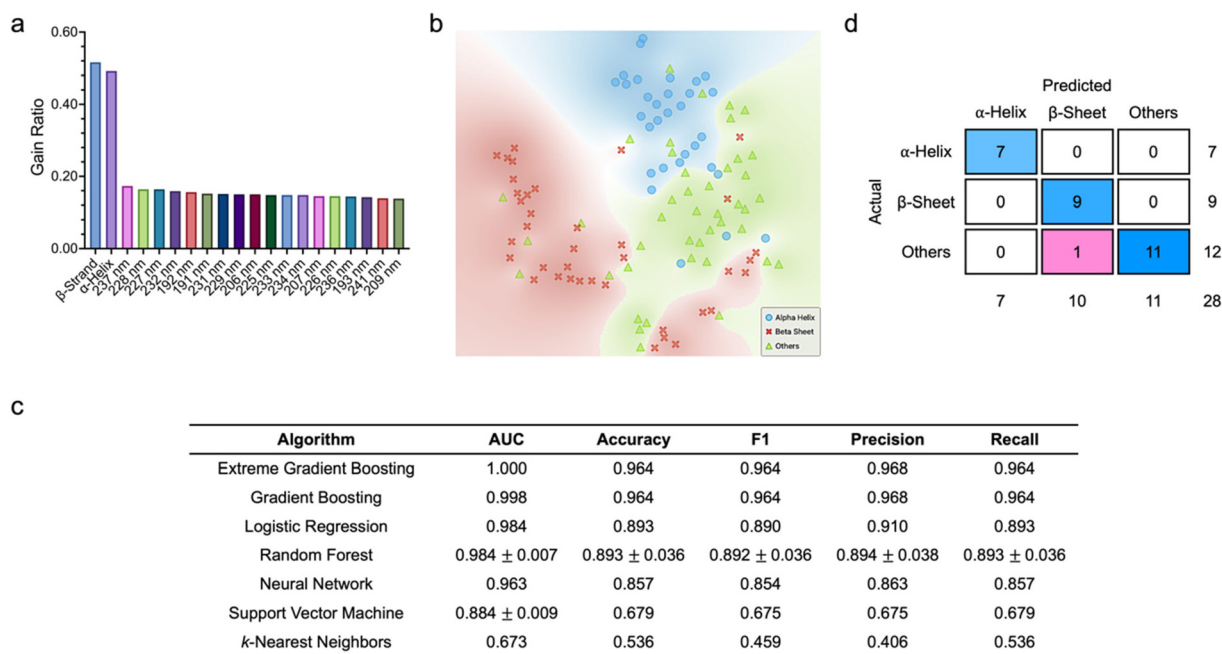 a
0.60
0.40
0.20
0.00
Gain Ratio
β-Strand
α-Helix
237 nm
228 nm
227 nm
232 nm
192 nm
191 nm
231 nm
229 nm
206 nm
225 nm
233 nm
234 nm
207 nm
226 nm
236 nm
193 nm
241 nm
209 nm
b
Alpha Helix
Beta Sheet
Others
d
Predicted
α-Helix β-Sheet Others
Actual
α-Helix 7 0 0 7
β-Sheet 0 9 0 9
Others 0 1 11 12
7 10 11 28
c
Algorithm AUC Accuracy F1 Precision Recall
Extreme Gradient Boosting 1.000 0.964 0.964 0.968 0.964
Gradient Boosting 0.998 0.964 0.964 0.968 0.964
Logistic Regression 0.984 0.893 0.890 0.910 0.893
Random Forest 0.984 ± 0.007 0.893 ± 0.036 0.892 ± 0.036 0.894 ± 0.038 0.893 ± 0.036
Neural Network 0.963 0.857 0.854 0.863 0.857
Support Vector Machine 0.884 ± 0.009 0.679 0.675 0.675 0.679
k-Nearest Neighbors 0.673 0.536 0.459 0.406 0.536